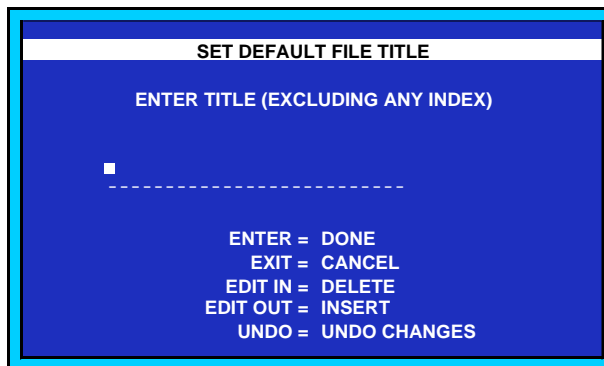 SET DEFAULT FILE TITLE
ENTER TITLE (EXCLUDING ANY INDEX)
ENTER = DONE
EXIT = CANCEL
EDIT IN = DELETE
EDIT OUT = INSERT
UNDO = UNDO CHANGES